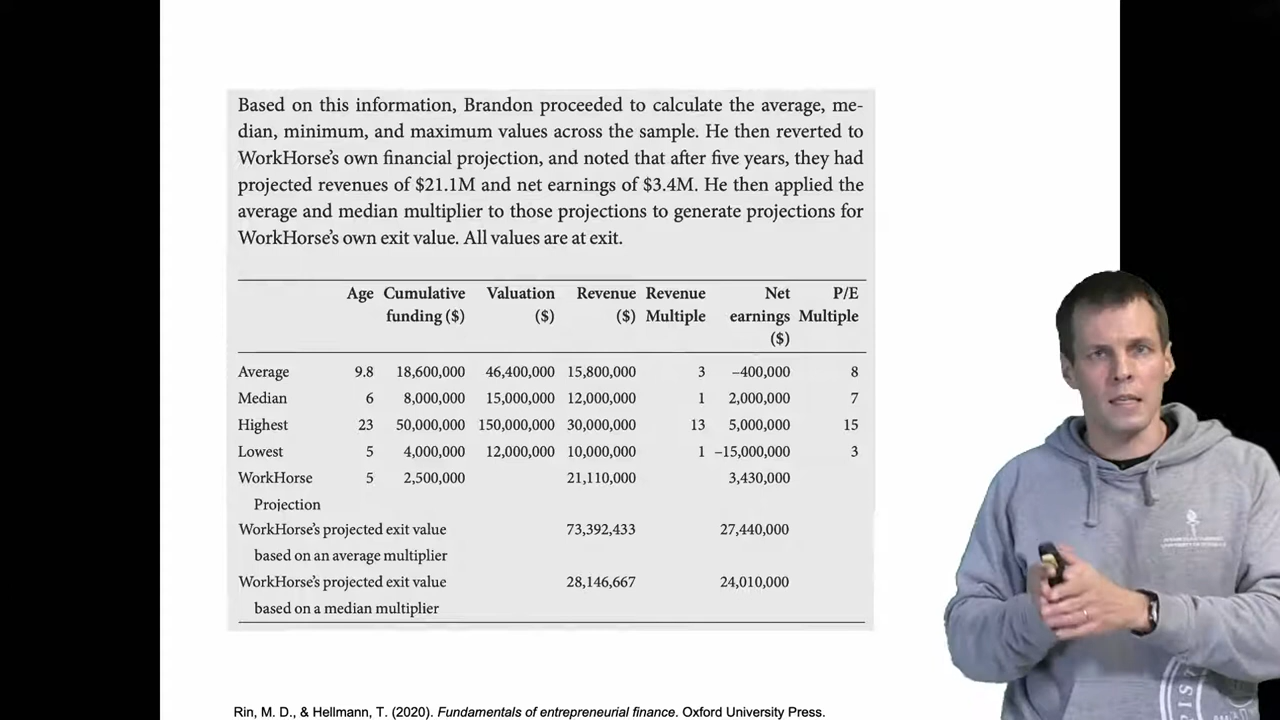 Based on this information, Brandon proceeded to calculate the average, me-
dian, minimum, and maximum values across the sample. He then reverted to
WorkHorse's own financial projection, and noted that after five years, they had
projected revenues of $21.1M and net earnings of $3.4M. He then applied the
average and median multiplier to those projections to generate projections for
WorkHorse's own exit value. All values are at exit.
Age Cumulative Valuation Revenue Revenue Net P/E
funding ($) ($) ($) Multiple earnings Multiple
($)
Average 9.8 18,600,000 46,400,000 15,800,000 3 –400,000 8
Median 6 8,000,000 15,000,000 12,000,000 1 2,000,000 7
Highest 23 50,000,000 150,000,000 30,000,000 13 5,000,000 15
Lowest 5 4,000,000 12,000,000 10,000,000 1 –15,000,000 3
WorkHorse 5 2,500,000 21,110,000 3,430,000
Projection
WorkHorse's projected exit value 73,392,433 27,440,000
based on an average multiplier
WorkHorse's projected exit value 28,146,667 24,010,000
based on a median multiplier
Rin, M. D., & Hellmann, T. (2020). Fundamentals of entrepreneurial finance. Oxford University Press.